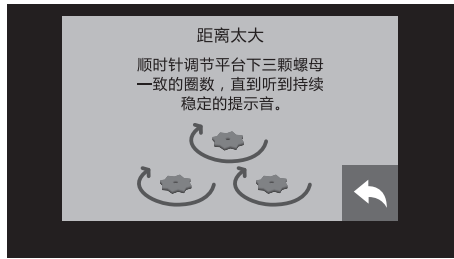 距离太大
顺时针调节平台下三颗螺母
一致的圈数，直到听到持续
稳定的提示音。